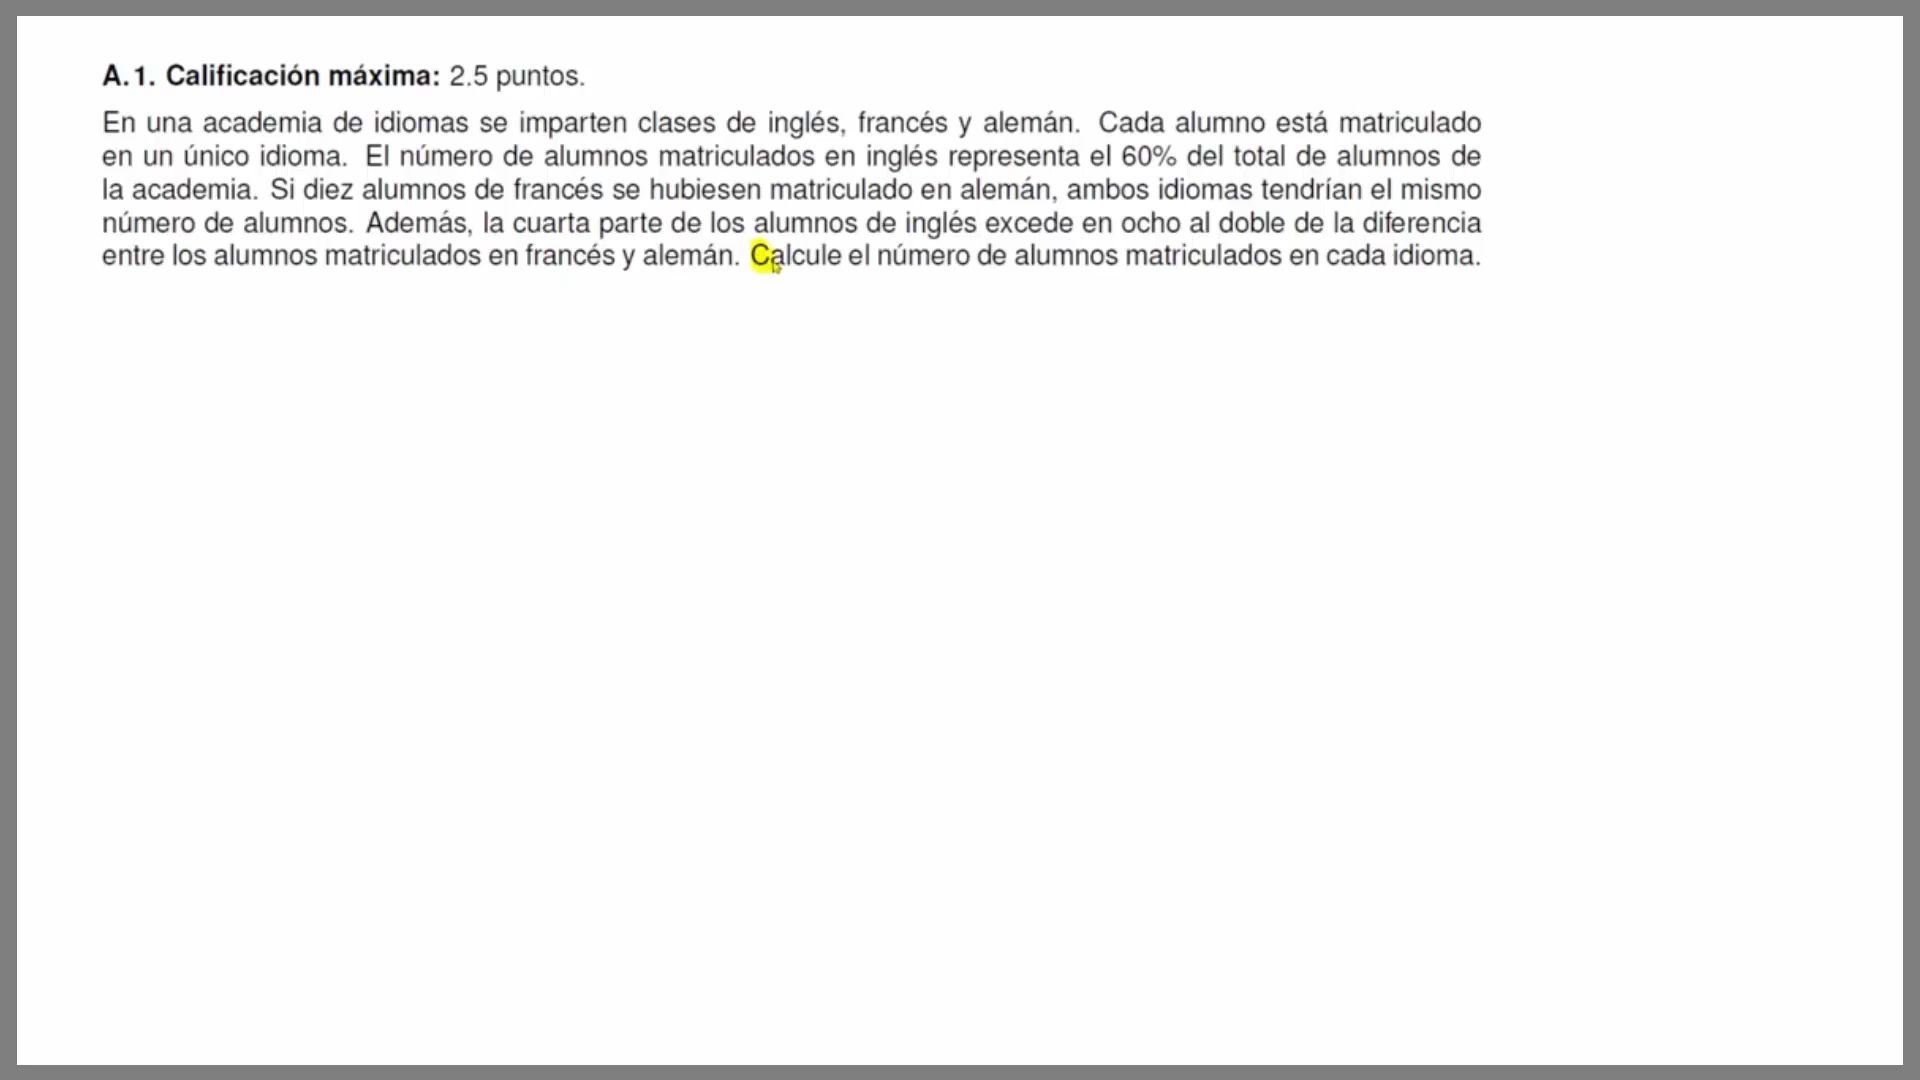 A.1. Calificación máxima: 2.5 puntos.
En una academia de idiomas se imparten clases de inglés, francés y alemán. Cada alumno está matriculado
en un único idioma. El número de alumnos matriculados en inglés representa el 60% del total de alumnos de
la academia. Si diez alumnos de francés se hubiesen matriculado en alemán, ambos idiomas tendrían el mismo
número de alumnos. Además, la cuarta parte de los alumnos de inglés excede en ocho al doble de la diferencia
entre los alumnos matriculados en francés y alemán. Calcule el número de alumnos matriculados en cada idioma.